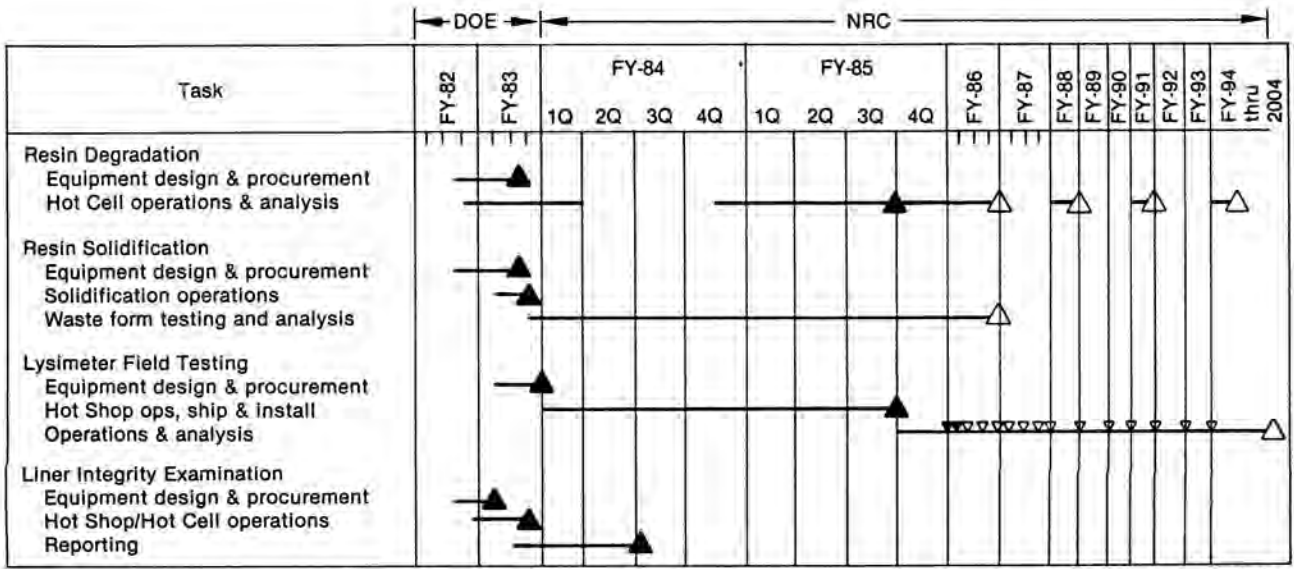 DOE NRC
Task FY-82 FY-83 FY-84 FY-85 FY-86 FY-87 FY-88 FY-89 FY-90 FY-91 FY-92 FY-93 FY-94 thru 2004
1Q 2Q 3Q 4Q 1Q 2Q 3Q 4Q
Resin Degradation
Equipment design & procurement
Hot Cell operations & analysis
Resin Solidification
Equipment design & procurement
Solidification operations
Waste form testing and analysis
Lysimeter Field Testing
Equipment design & procurement
Hot Shop ops, ship & install
Operations & analysis
Liner Integrity Examination
Equipment design & procurement
Hot Shop/Hot Cell operations
Reporting